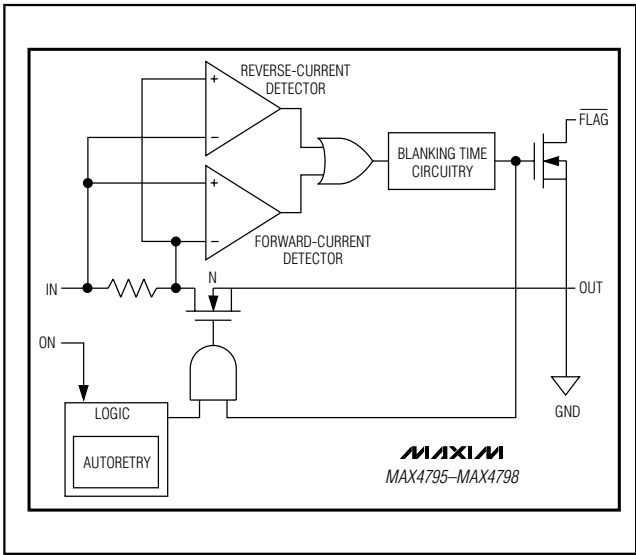 REVERSE-CURRENT
DETECTOR
+
−
FLAG
BLANKING TIME
CIRCUITRY
+
−
FORWARD-CURRENT
DETECTOR
IN
N
OUT
ON
LOGIC
AUTORETRY
GND
MAXIM
MAX4795–MAX4798